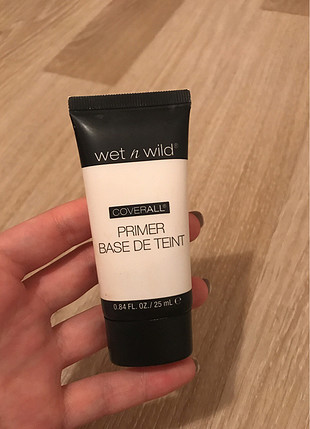 wet n wild®
COVERALL®
PRIMER
BASE DE TEINT
0.84 FL. OZ./ 25 mL ℮